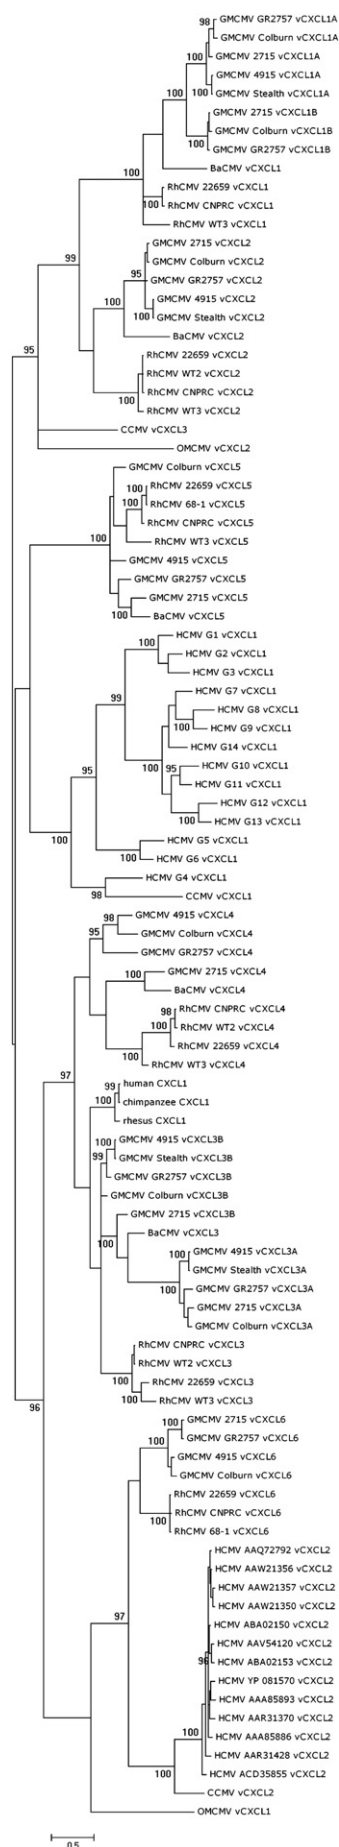 98
GMCMV GR2757 vCXCL1A
GMCMV Colburn vCXCL1A
GMCMV 2715 vCXCL1A
100
GMCMV 4915 vCXCL1A
100
GMCMV Stealth vCXCL1A
100
GMCMV 2715 vCXCL1B
GMCMV Colburn vCXCL1B
100
GMCMV GR2757 vCXCL1B
BaCMV vCXCL1
100
RhCMV 22659 vCXCL1
100
RhCMV CNPRC vCXCL1
RhCMV WT3 vCXCL1
GMCMV 2715 vCXCL2
99
GMCMV Colburn vCXCL2
95
GMCMV GR2757 vCXCL2
100
GMCMV 4915 vCXCL2
100
GMCMV Stealth vCXCL2
BaCMV vCXCL2
95
RhCMV 22659 vCXCL2
RhCMV WT2 vCXCL2
RhCMV CNPRC vCXCL2
100
RhCMV WT3 vCXCL2
CCMV vCXCL3
OMCMV vCXCL2
GMCMV Colburn vCXCL5
100
RhCMV 22659 vCXCL5
100
RhCMV 68-1 vCXCL5
RhCMV CNPRC vCXCL5
100
RhCMV WT3 vCXCL5
GMCMV 4915 vCXCL5
GMCMV GR2757 vCXCL5
GMCMV 2715 vCXCL5
100
BaCMV vCXCL5
HCMV G1 vCXCL1
100
HCMV G2 vCXCL1
HCMV G3 vCXCL1
99
HCMV G7 vCXCL1
HCMV G8 vCXCL1
100
HCMV G9 vCXCL1
HCMV G14 vCXCL1
100
95
HCMV G10 vCXCL1
95
HCMV G11 vCXCL1
HCMV G12 vCXCL1
100
HCMV G13 vCXCL1
100
HCMV G5 vCXCL1
100
HCMV G6 vCXCL1
HCMV G4 vCXCL1
98
CCMV vCXCL1
98
GMCMV 4915 vCXCL4
95
GMCMV Colburn vCXCL4
GMCMV GR2757 vCXCL4
100
GMCMV 2715 vCXCL4
BaCMV vCXCL4
98
RhCMV CNPRC vCXCL4
100
RhCMV WT2 vCXCL4
RhCMV 22659 vCXCL4
100
RhCMV WT3 vCXCL4
97
99
human CXCL1
100
chimpanzee CXCL1
rhesus CXCL1
100
GMCMV 4915 vCXCL3B
99
GMCMV Stealth vCXCL3B
GMCMV GR2757 vCXCL3B
GMCMV Colburn vCXCL3B
GMCMV 2715 vCXCL3B
100
BaCMV vCXCL3
100
GMCMV 4915 vCXCL3A
GMCMV Stealth vCXCL3A
100
GMCMV GR2757 vCXCL3A
GMCMV 2715 vCXCL3A
GMCMV Colburn vCXCL3A
RhCMV CNPRC vCXCL3
RhCMV WT2 vCXCL3
100
RhCMV 22659 vCXCL3
100
RhCMV WT3 vCXCL3
96
100
GMCMV 2715 vCXCL6
GMCMV GR2757 vCXCL6
100
GMCMV 4915 vCXCL6
GMCMV Colburn vCXCL6
RhCMV 22659 vCXCL6
RhCMV CNPRC vCXCL6
100
RhCMV 68-1 vCXCL6
HCMV AAQ72792 vCXCL2
HCMV AAW21356 vCXCL2
HCMV AAW21357 vCXCL2
HCMV AAW21350 vCXCL2
97
HCMV ABA02150 vCXCL2
HCMV AAV54120 vCXCL2
96
HCMV ABA02153 vCXCL2
HCMV YP 081570 vCXCL2
HCMV AAA85893 vCXCL2
HCMV AAR31370 vCXCL2
100
HCMV AAA85886 vCXCL2
HCMV AAR31428 vCXCL2
100
HCMV ACD35855 vCXCL2
CCMV vCXCL2
OMCMV vCXCL1
0.5